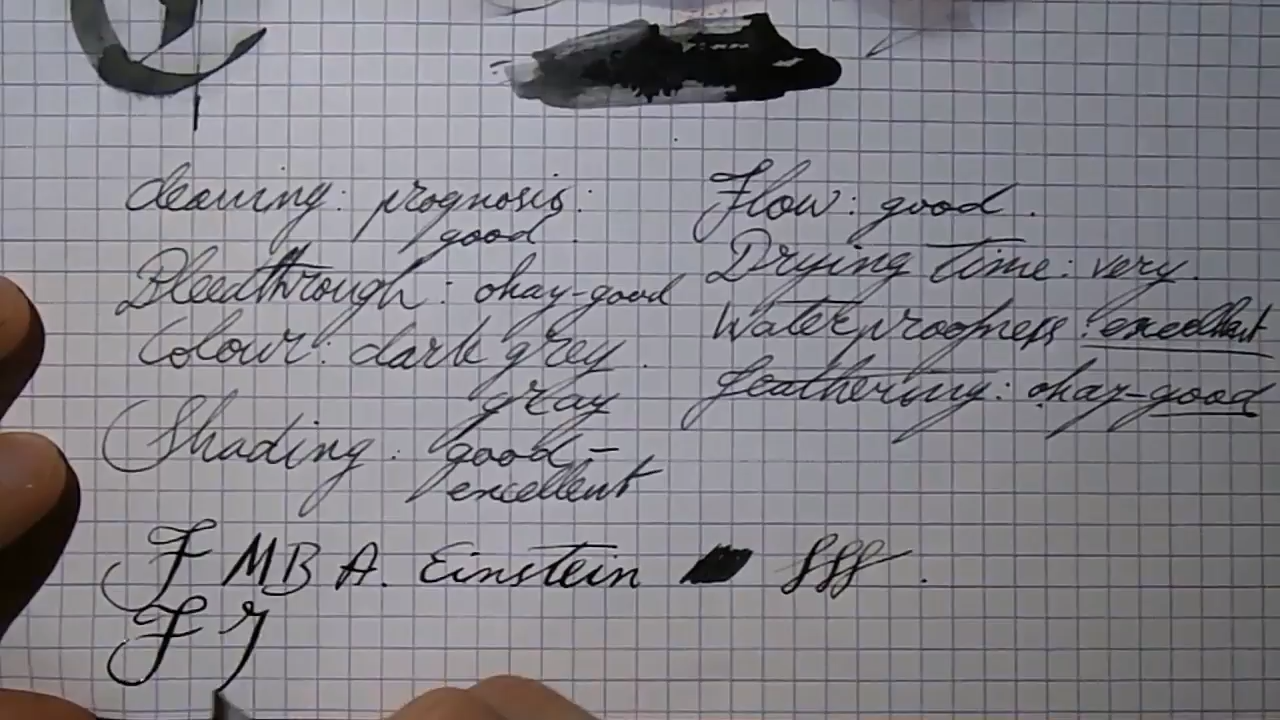 Cleaning: prognosis:
good.
Bleedthrough: okay-good
Colour: dark grey.
gray
Shading: good-
excellent
Flow: good.
Drying time: very.
Waterproofness: excellent
feathering: okay-good
F MB A. Einstein fff.
F J